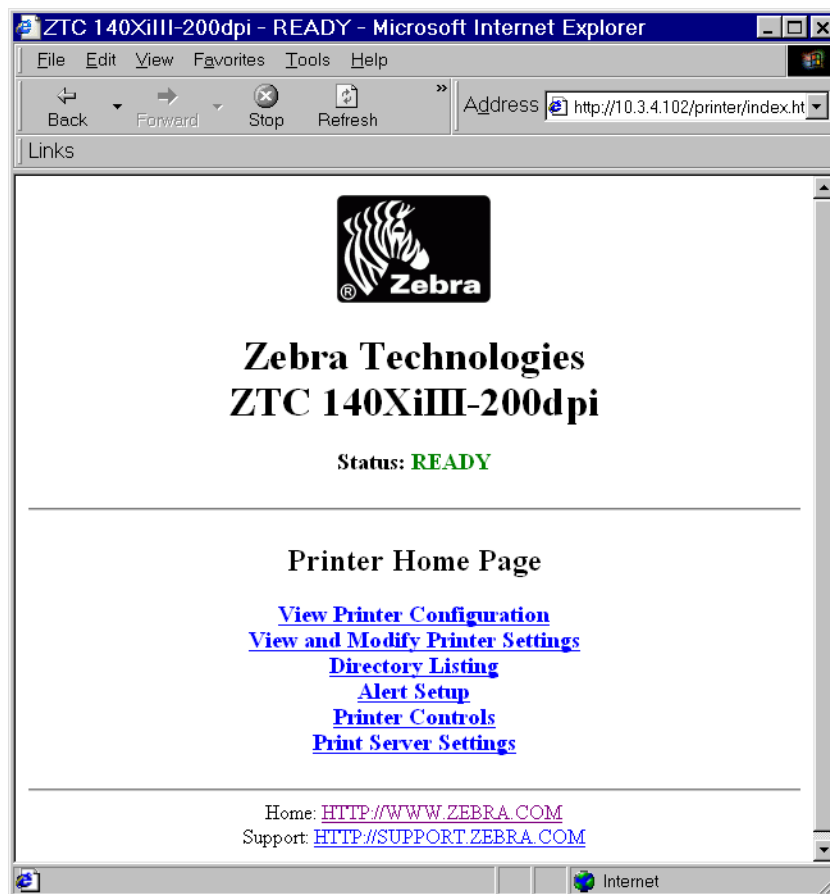 ZTC 140XiIII-200dpi - READY - Microsoft Internet Explorer
File Edit View Favorites Tools Help
Back Forward Stop Refresh » Address http://10.3.4.102/printer/index.ht
Links
® Zebra
Zebra Technologies
ZTC 140XiIII-200dpi
Status: READY
Printer Home Page
View Printer Configuration
View and Modify Printer Settings
Directory Listing
Alert Setup
Printer Controls
Print Server Settings
Home: HTTP://WWW.ZEBRA.COM
Support: HTTP://SUPPORT.ZEBRA.COM
Internet